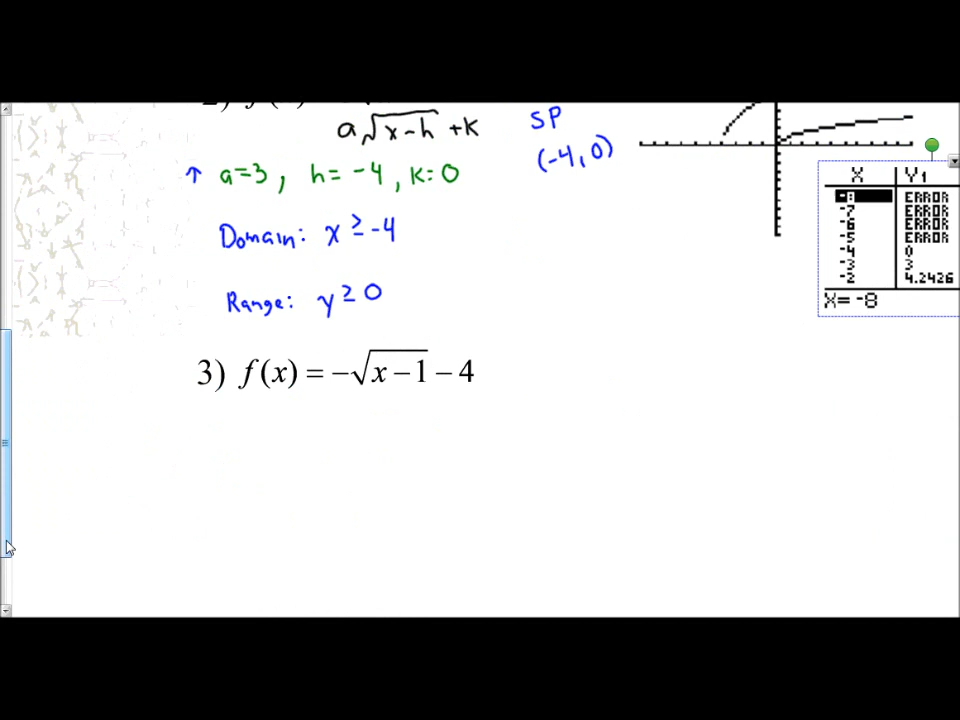 a√x-h +k
SP
(-4,0)
↑ a=3, h= -4, k=0
Domain: x ≥ -4
Range: y ≥ 0
3) f(x) = -√x-1 - 4
X Y1
-8 ERROR
-7 ERROR
-6 ERROR
-5 ERROR
-4 0
-3 3
-2 4.2426
X= -8